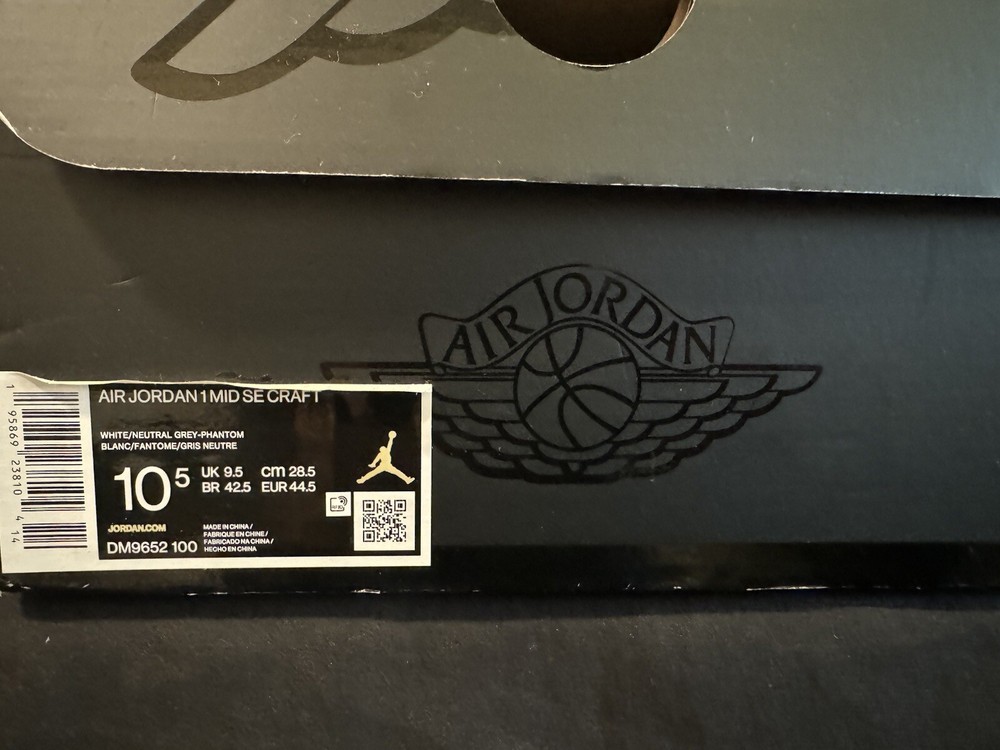 AIR JORDAN
AIR JORDAN 1 MID SE CRAFT
WHITE/NEUTRAL GREY-PHANTOM
BLANC/FANTOME/GRIS NEUTRE
10 5
UK 9.5 cm 28.5
BR 42.5 EUR 44.5
JORDAN.COM
DM9652 100
MADE IN CHINA /
FABRIQUE EN CHINE /
FABRICADO NA CHINA /
HECHO EN CHINA
1 95869 23810 4 14